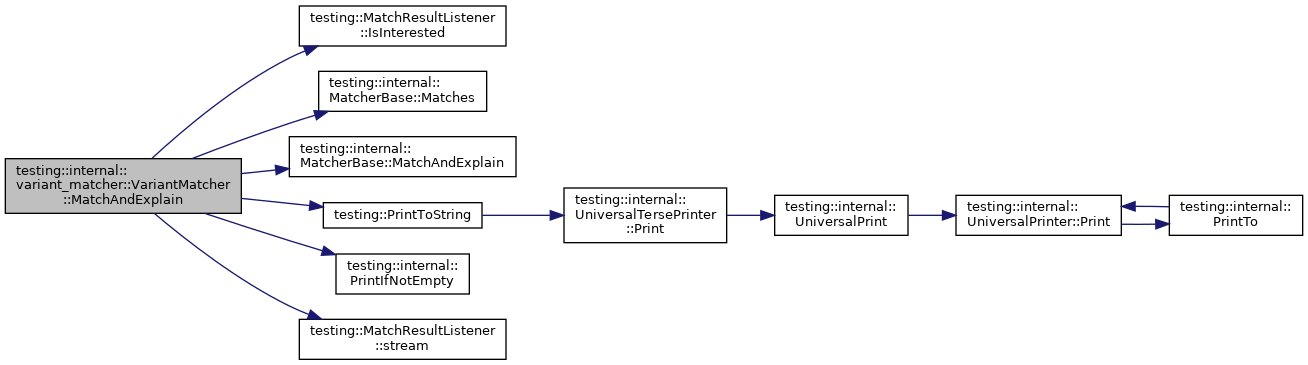 testing::MatchResultListener
::IsInterested
testing::internal::
MatcherBase::Matches
testing::internal::
MatcherBase::MatchAndExplain
testing::internal::
variant_matcher::VariantMatcher
::MatchAndExplain
testing::PrintToString
testing::internal::
UniversalTersePrinter
::Print
testing::internal::
UniversalPrint
testing::internal::
UniversalPrinter::Print
testing::internal::
PrintTo
testing::internal::
PrintIfNotEmpty
testing::MatchResultListener
::stream